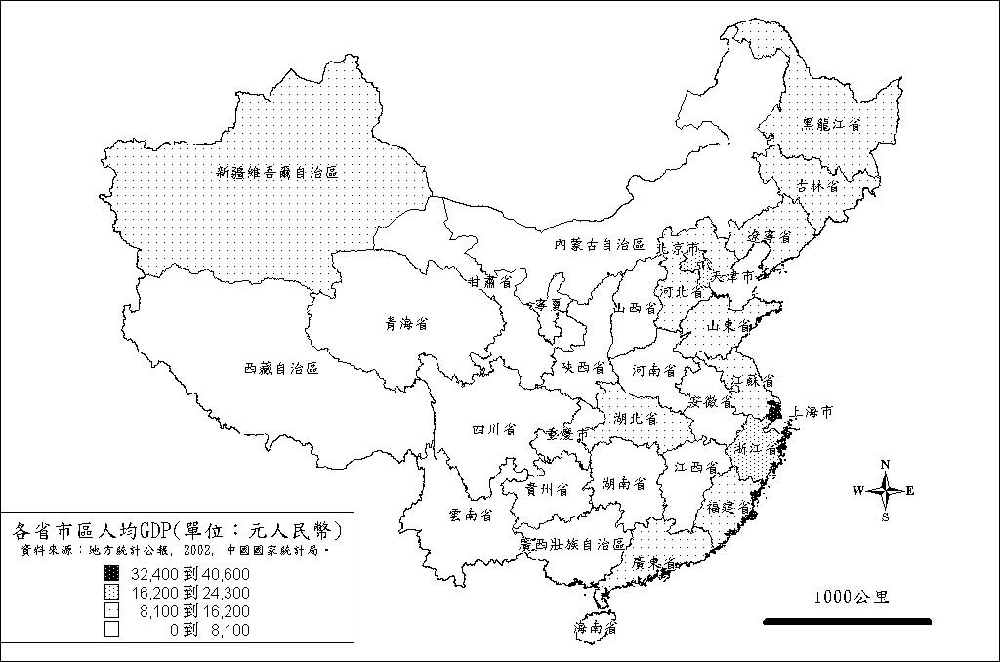 黑龍江省
吉林省
新疆維吾爾自治區
遼寧省
內蒙古自治區
北京市
天津市
甘肅省
河北省
寧夏
山西省
青海省
山東省
西藏自治區
陝西省
河南省
江蘇省
安徽省
上海市
湖北省
四川省
重慶市
浙江省
江西省
貴州省
湖南省
福建省
雲南省
廣西壯族自治區
廣東省
海南省
N
W E
S
1000公里
各省市區人均GDP(單位：元人民幣)
資料來源：地方統計公報, 2002, 中國國家統計局。
32,400 到 40,600
16,200 到 24,300
8,100 到 16,200
0 到 8,100